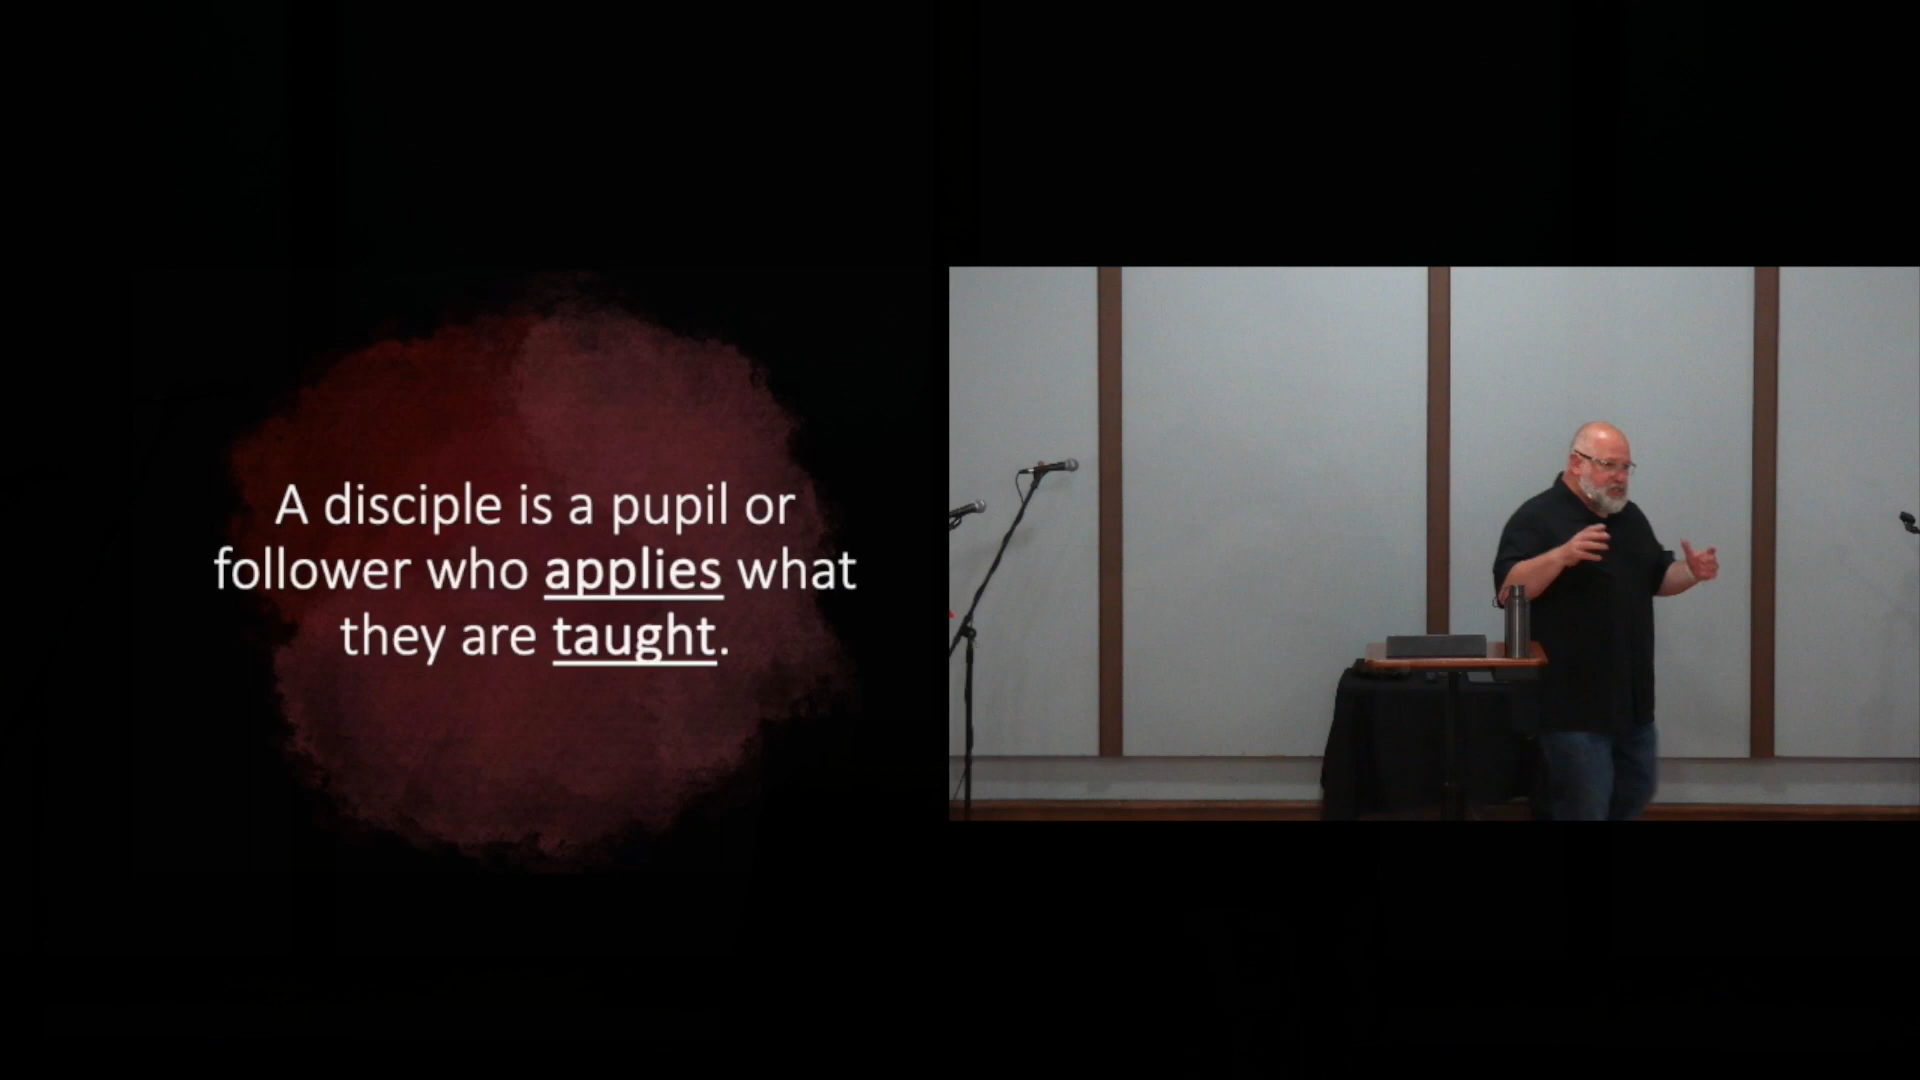 A disciple is a pupil or
follower who applies what
they are taught.